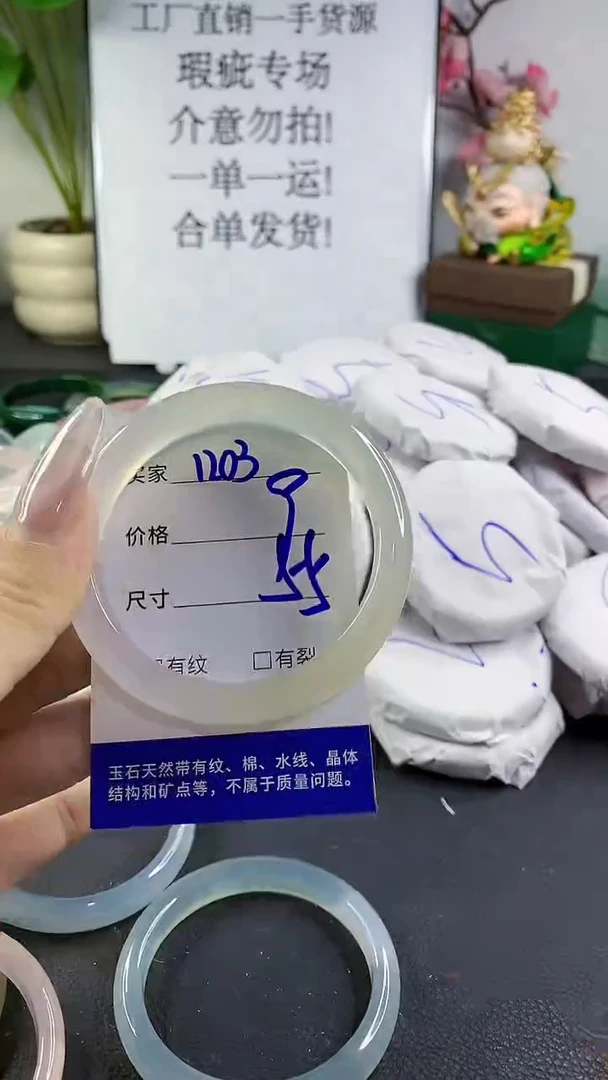 工厂直销一手货源
瑕疵专场
介意勿拍!
一单一运!
合单发货!
买家 1203
价格
尺寸 55
有纹 □有裂
玉石天然带有纹、棉、水线、晶体
结构和矿点等，不属于质量问题。